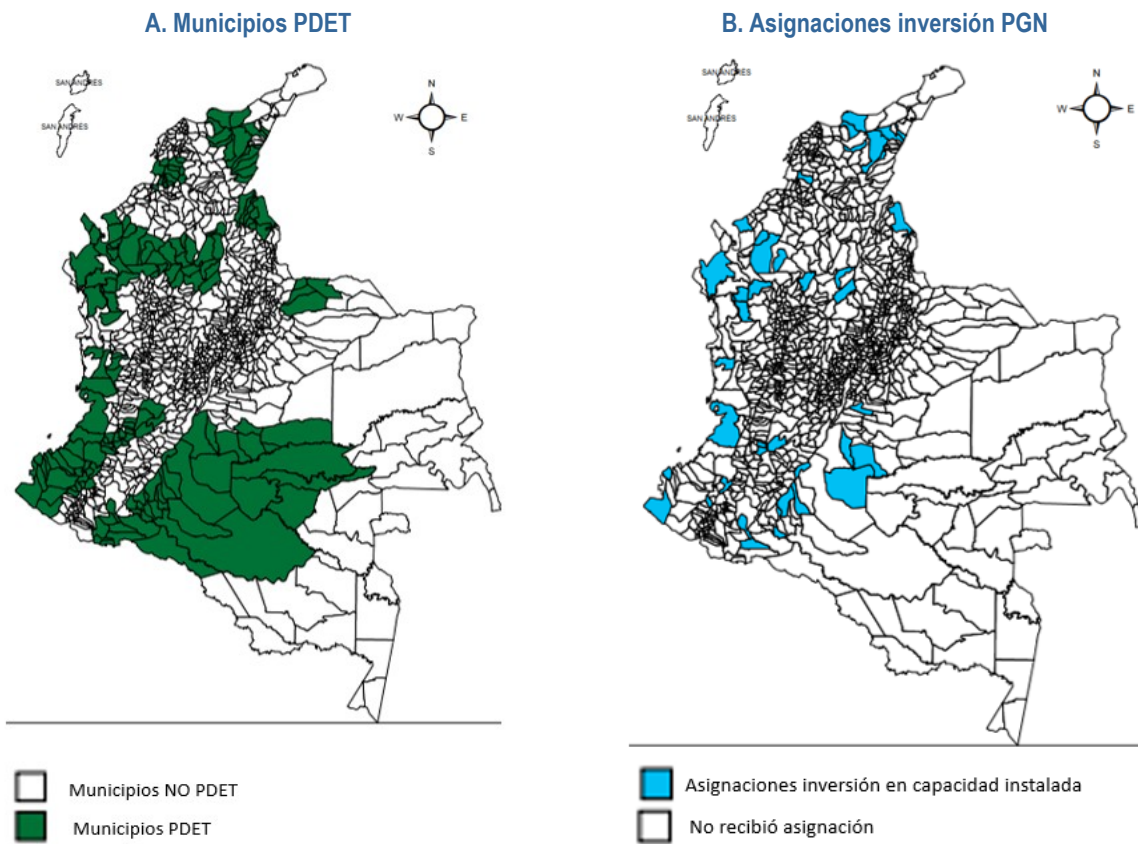 A. Municipios PDET
SAN ANDRES
SAN ANDRES
N
W E
S
Municipios NO PDET
Municipios PDET
B. Asignaciones inversión PGN
SAN ANDRES
SAN ANDRES
N
W E
S
Asignaciones inversión en capacidad instalada
No recibió asignación